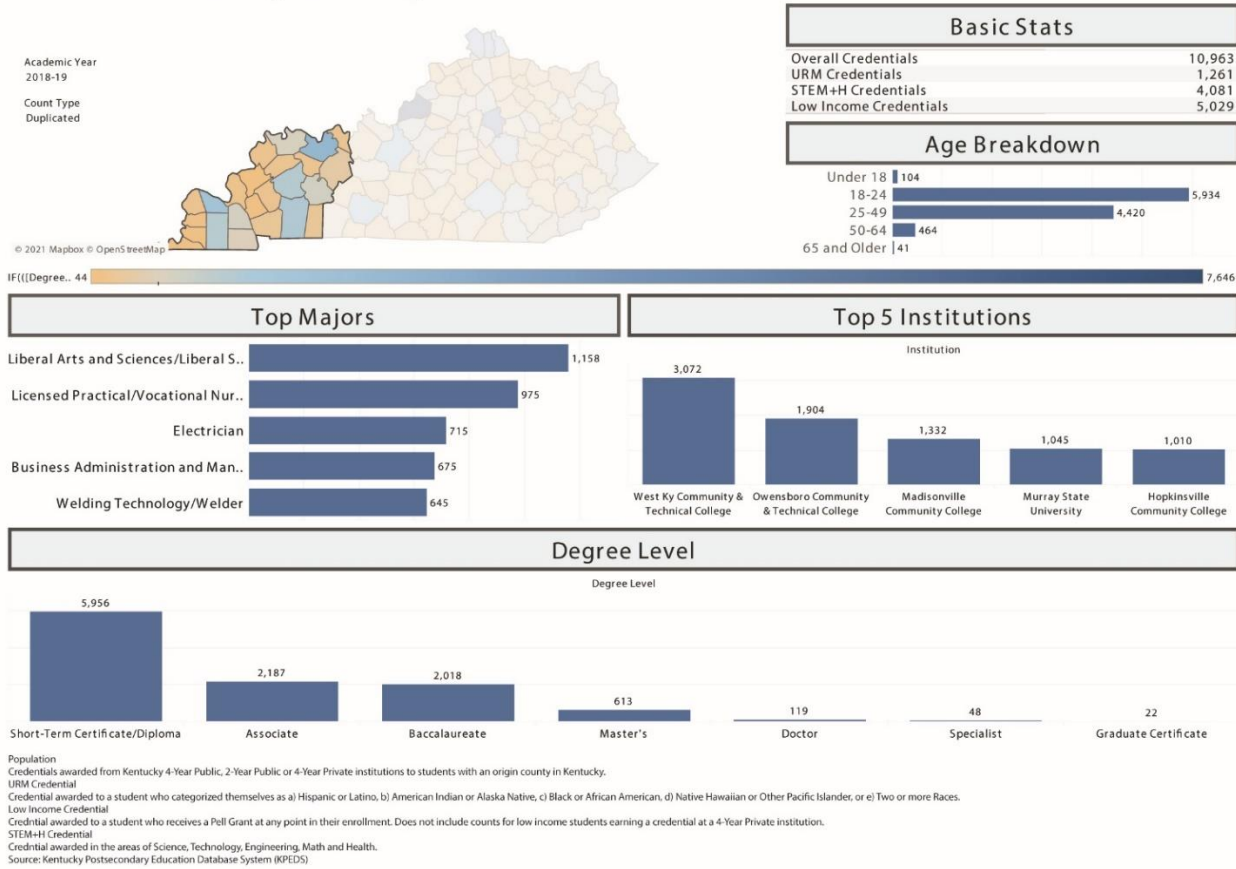 Academic Year
2018-19
Count Type
Duplicated
© 2021 Mapbox © OpenStreetMap
Basic Stats
Overall Credentials 10,963
URM Credentials 1,261
STEM+H Credentials 4,081
Low Income Credentials 5,029
Age Breakdown
Under 18 104
18-24 5,934
25-49 4,420
50-64 464
65 and Older 41
IF(([Degree.. 44 7,646
Top Majors
Liberal Arts and Sciences/Liberal S.. 1,158
Licensed Practical/Vocational Nur.. 975
Electrician 715
Business Administration and Man.. 675
Welding Technology/Welder 645
Top 5 Institutions
Institution
3,072 1,904 1,332 1,045 1,010
West Ky Community & Owensboro Community Madisonville Murray State Hopkinsville
Technical College & Technical College Community College University Community College
Degree Level
Degree Level
5,956 2,187 2,018 613 119 48 22
Short-Term Certificate/Diploma Associate Baccalaureate Master's Doctor Specialist Graduate Certificate
Population
Credentials awarded from Kentucky 4-Year Public, 2-Year Public or 4-Year Private institutions to students with an origin county in Kentucky.
URM Credential
Credential awarded to a student who categorized themselves as a) Hispanic or Latino, b) American Indian or Alaska Native, c) Black or African American, d) Native Hawaiian or Other Pacific Islander, or e) Two or more Races.
Low Income Credential
Credntial awarded to a student who receives a Pell Grant at any point in their enrollment. Does not include counts for low income students earning a credential at a 4-Year Private institution.
STEM+H Credential
Credntial awarded in the areas of Science, Technology, Engineering, Math and Health.
Source: Kentucky Postsecondary Education Database System (KPEDS)